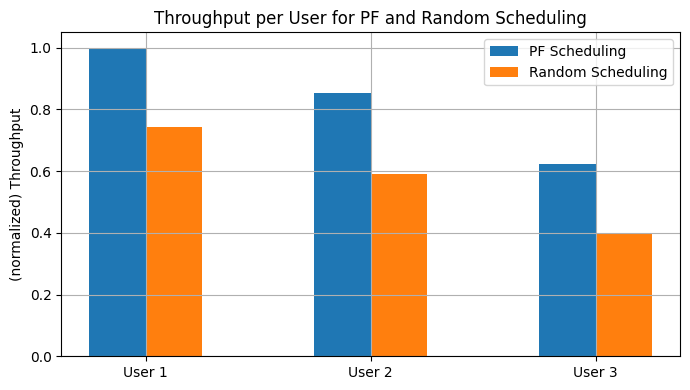 Throughput per User for PF and Random Scheduling
PF Scheduling
Random Scheduling
(normalized) Throughput
1.0
0.8
0.6
0.4
0.2
0.0
User 1
User 2
User 3